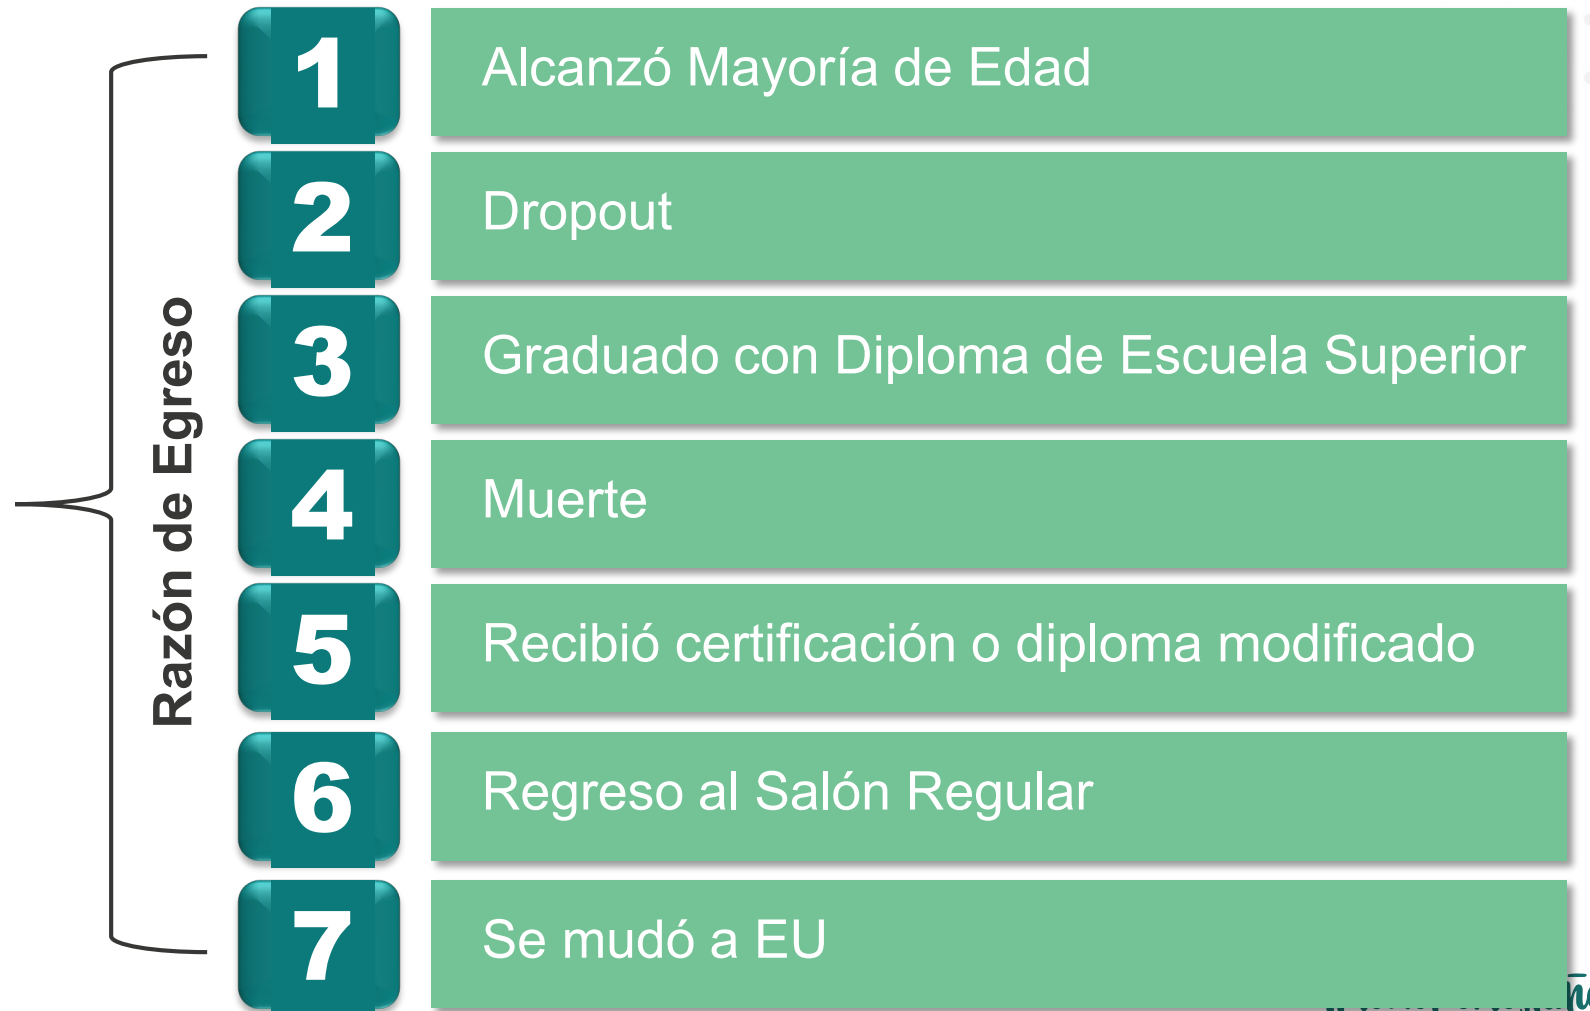 Razón de Egreso
1 Alcanzó Mayoría de Edad
2 Dropout
3 Graduado con Diploma de Escuela Superior
4 Muerte
5 Recibió certificación o diploma modificado
6 Regreso al Salón Regular
7 Se mudó a EU